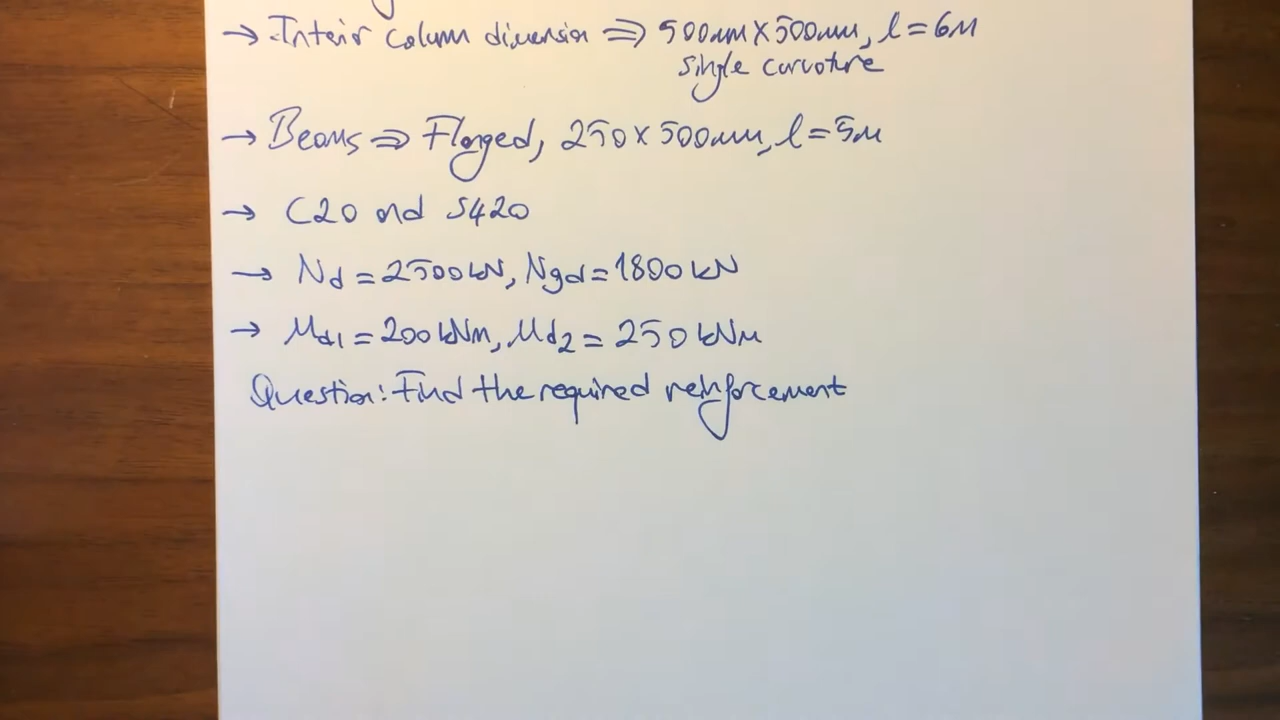 → Interior column dimension ⇒ 500mm x 500mm, l = 6m
single curvature
→ Beams ⇒ Flanged, 250 x 500mm, l = 5m
→ C20 and S420
→ Nd = 2500 kN, Ngd = 1800 kN
→ Md1 = 200 kNm, Md2 = 250 kNm
Question: Find the required reinforcement